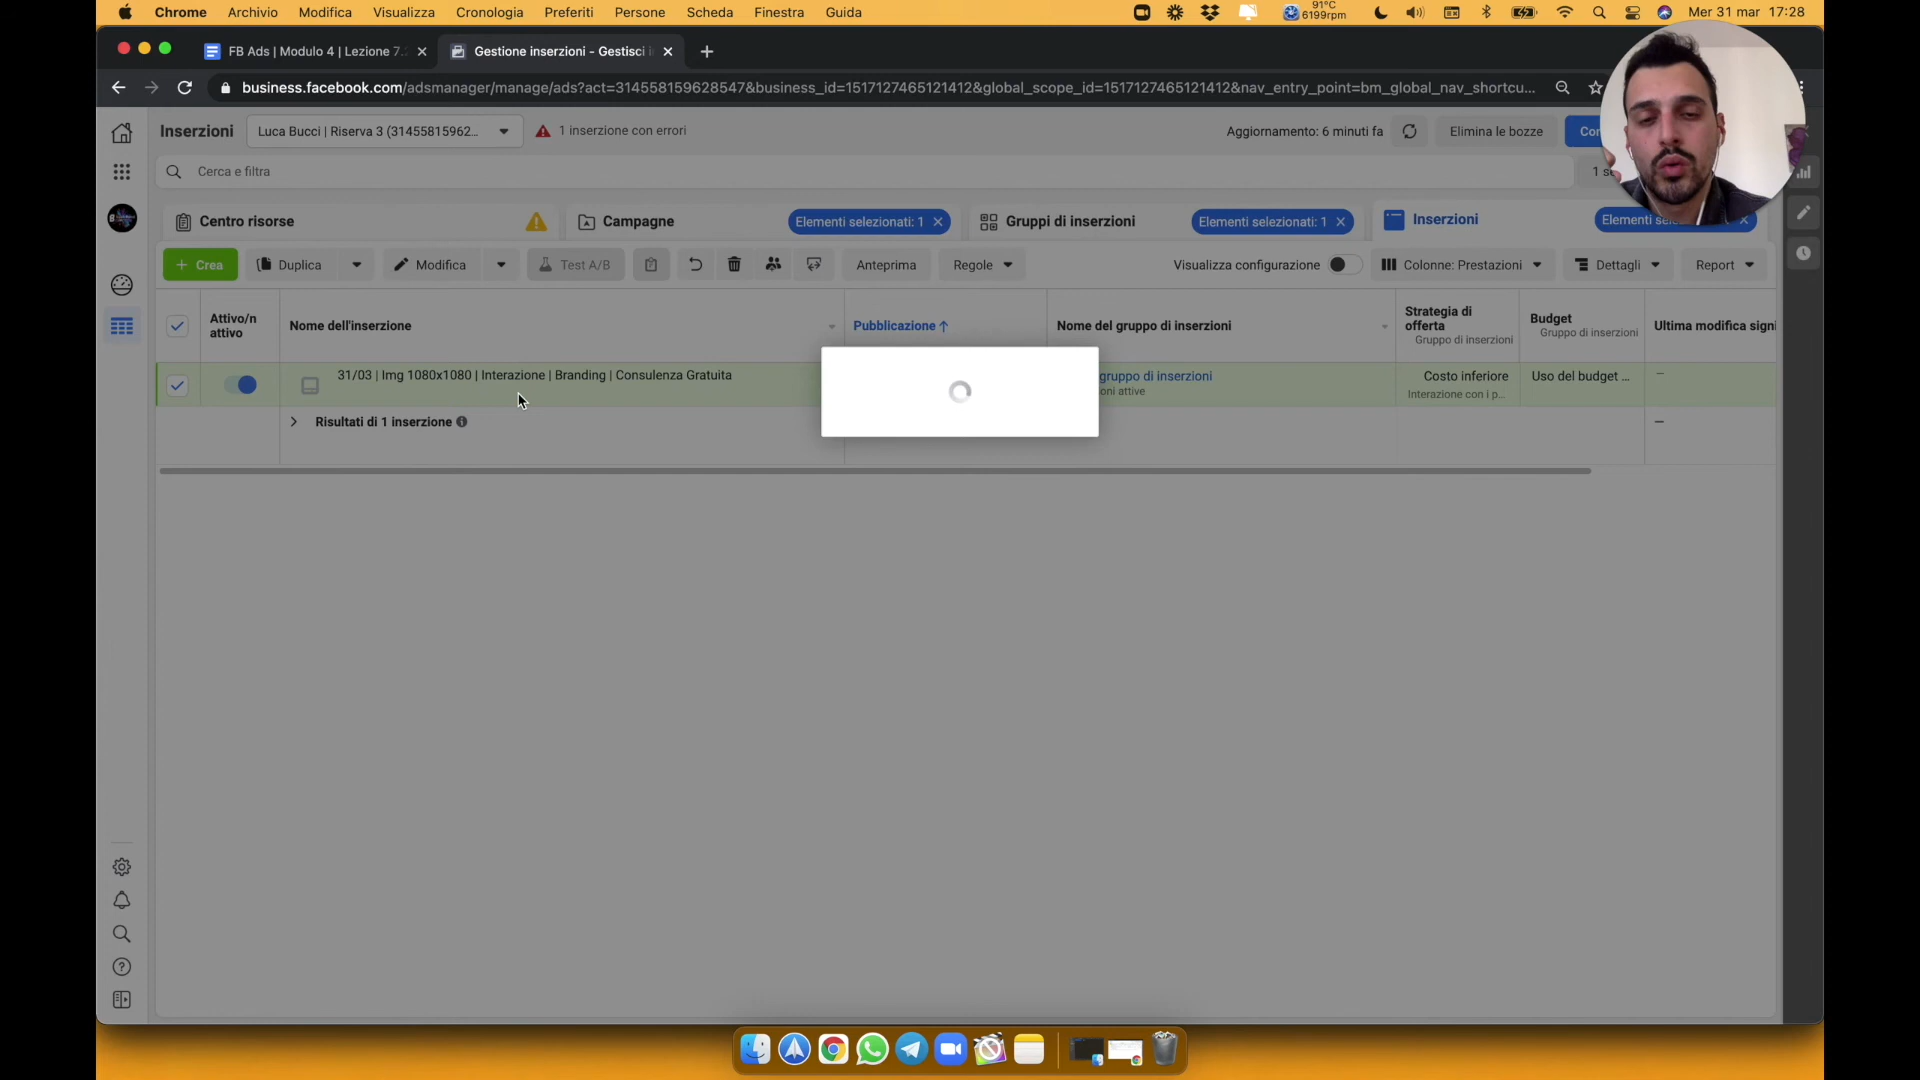 Chrome Archivio Modifica Visualizza Cronologia Preferiti Persone Scheda Finestra Guida
91°C
6199rpm
Mer 31 mar 17:28
FB Ads | Modulo 4 | Lezione 7.
Gestione inserzioni - Gestisci i
business.facebook.com/adsmanager/manage/ads?act=314558159628547&business_id=1517127465121412&global_scope_id=1517127465121412&nav_entry_point=bm_global_nav_shortcu...
Inserzioni
Luca Bucci | Riserva 3 (31455815962...
1 inserzione con errori
Aggiornamento: 6 minuti fa
Elimina le bozze
Cerca e filtra
Centro risorse
Campagne
Elementi selezionati: 1
Gruppi di inserzioni
Elementi selezionati: 1
Inserzioni
Crea
Duplica
Modifica
Test A/B
Anteprima
Regole
Visualizza configurazione
Colonne: Prestazioni
Dettagli
Report
Attivo/n
attivo
Nome dell'inserzione
Pubblicazione
Nome del gruppo di inserzioni
Strategia di
offerta
Gruppo di inserzioni
Budget
Gruppo di inserzioni
Ultima modifica signi
31/03 | Img 1080x1080 | Interazione | Branding | Consulenza Gratuita
gruppo di inserzioni
oni attive
Costo inferiore
Interazione con i p...
Uso del budget ...
—
Risultati di 1 inserzione
—